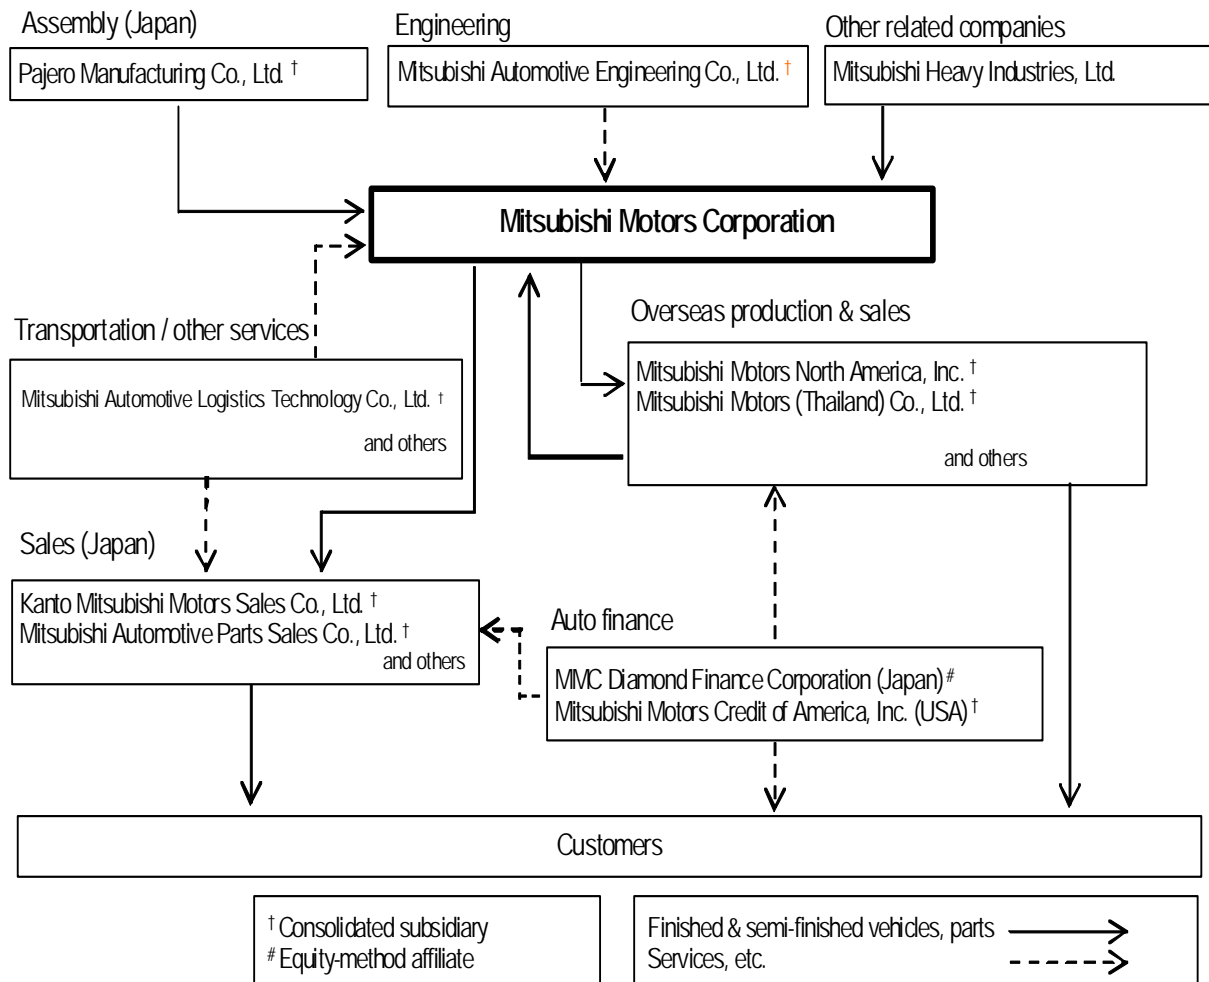 Assembly (Japan)
Pajero Manufacturing Co., Ltd. †
Engineering
Mitsubishi Automotive Engineering Co., Ltd. †
Other related companies
Mitsubishi Heavy Industries, Ltd.
Mitsubishi Motors Corporation
Transportation / other services
Mitsubishi Automotive Logistics Technology Co., Ltd. †
and others
Overseas production & sales
Mitsubishi Motors North America, Inc. †
Mitsubishi Motors (Thailand) Co., Ltd. †
and others
Sales (Japan)
Kanto Mitsubishi Motors Sales Co., Ltd. †
Mitsubishi Automotive Parts Sales Co., Ltd. †
and others
Auto finance
MMC Diamond Finance Corporation (Japan) #
Mitsubishi Motors Credit of America, Inc. (USA) †
Customers
† Consolidated subsidiary
# Equity-method affiliate
Finished & semi-finished vehicles, parts
Services, etc.